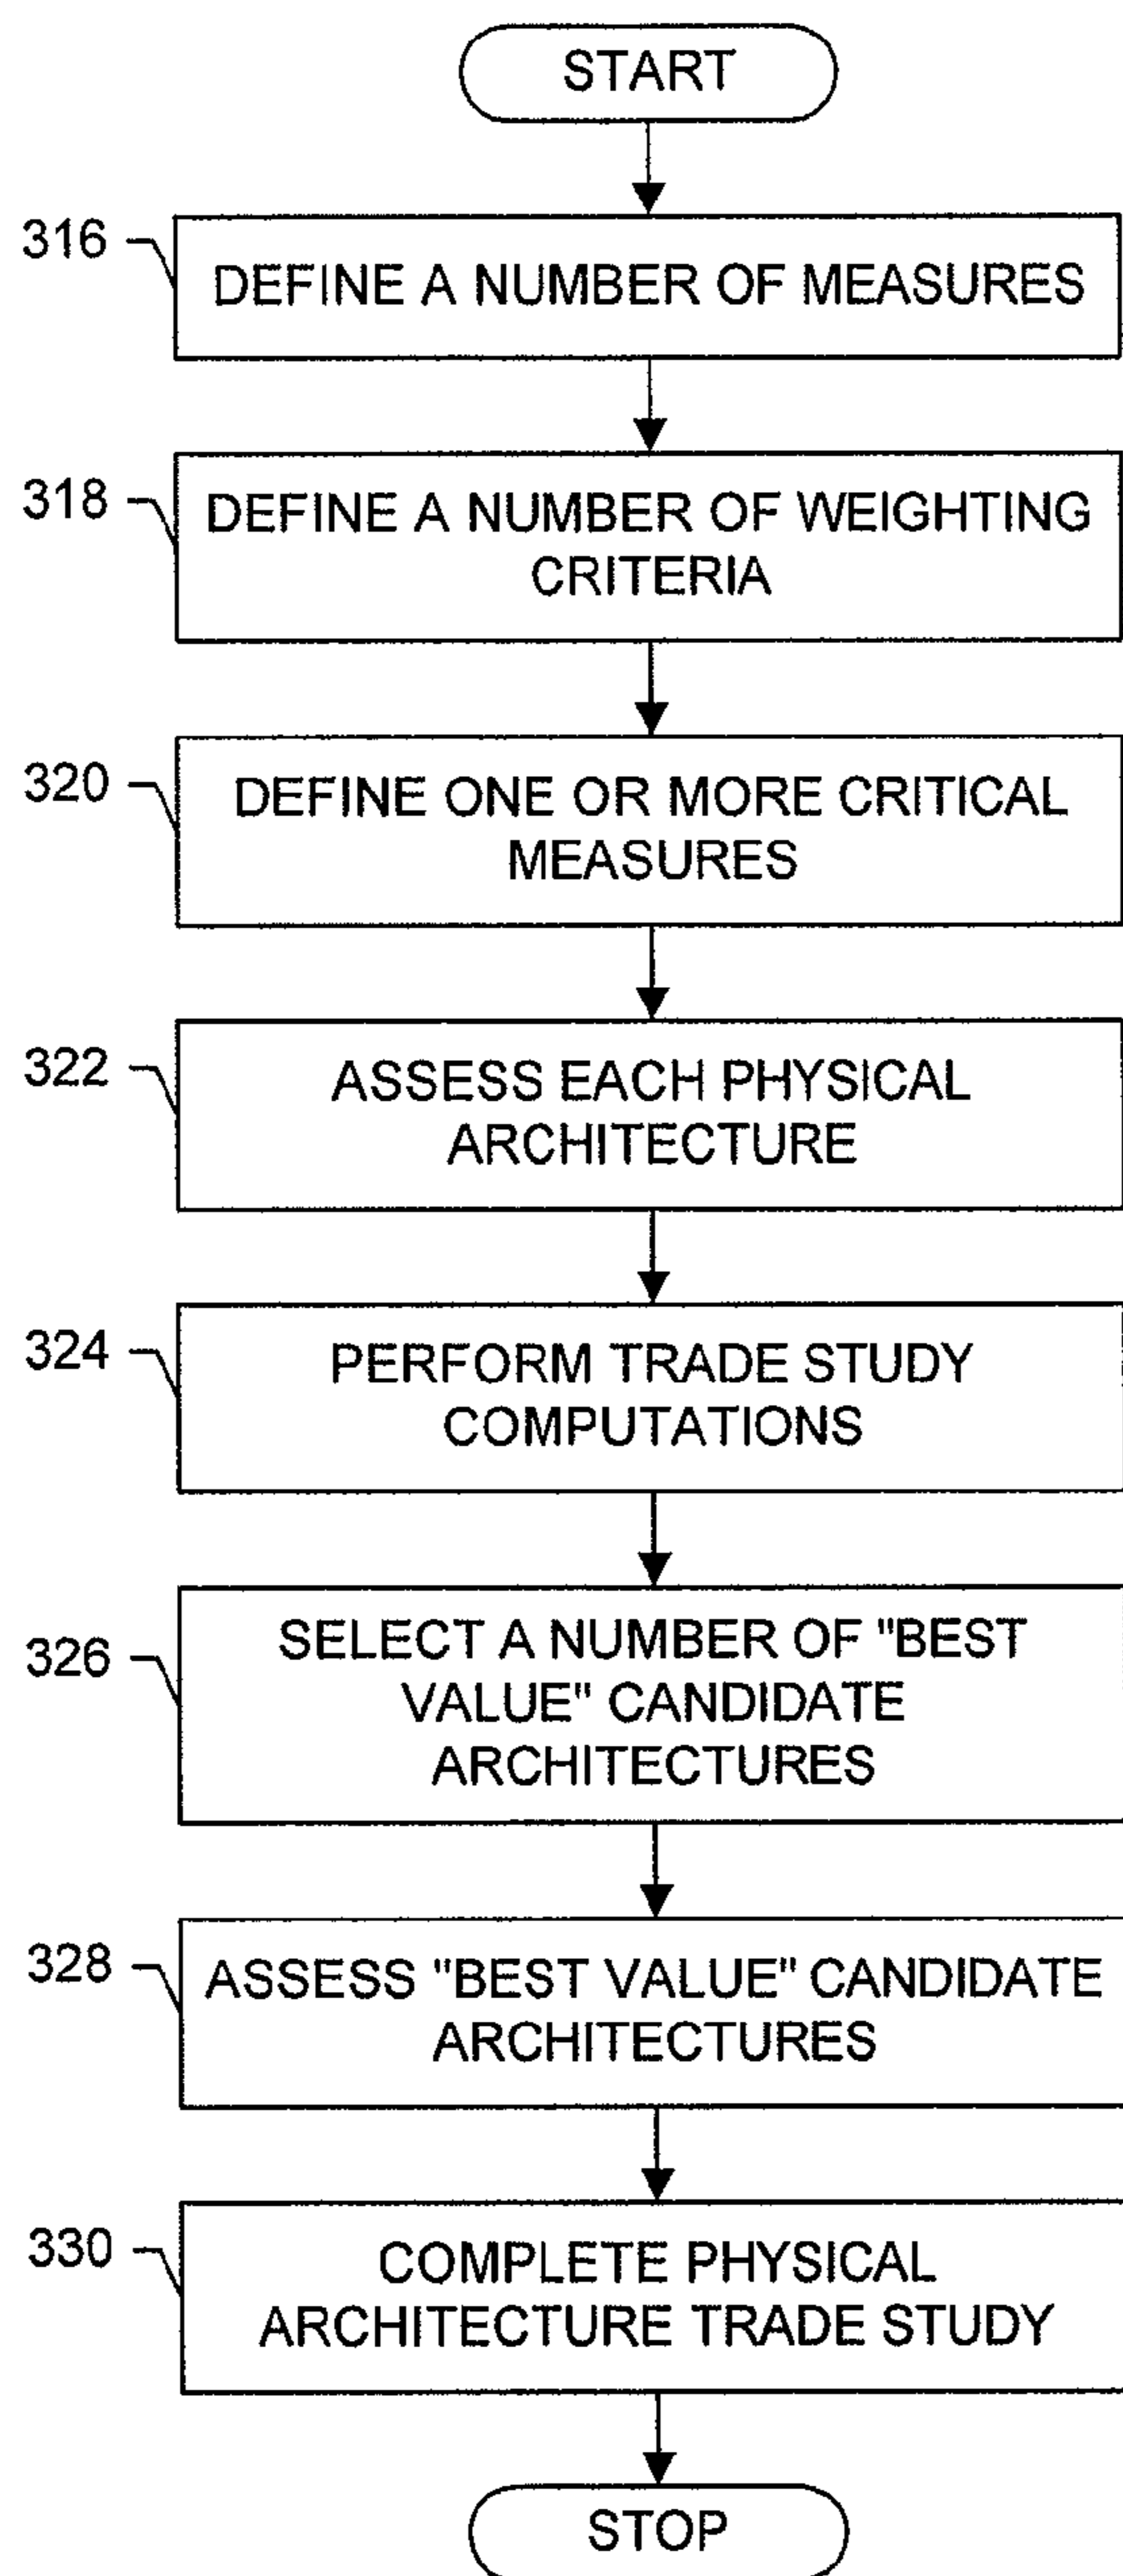 START
316
DEFINE A NUMBER OF MEASURES
318
DEFINE A NUMBER OF WEIGHTING
CRITERIA
320
DEFINE ONE OR MORE CRITICAL
MEASURES
322
ASSESS EACH PHYSICAL
ARCHITECTURE
324
PERFORM TRADE STUDY
COMPUTATIONS
326
SELECT A NUMBER OF "BEST
VALUE" CANDIDATE
ARCHITECTURES
328
ASSESS "BEST VALUE" CANDIDATE
ARCHITECTURES
330
COMPLETE PHYSICAL
ARCHITECTURE TRADE STUDY
STOP